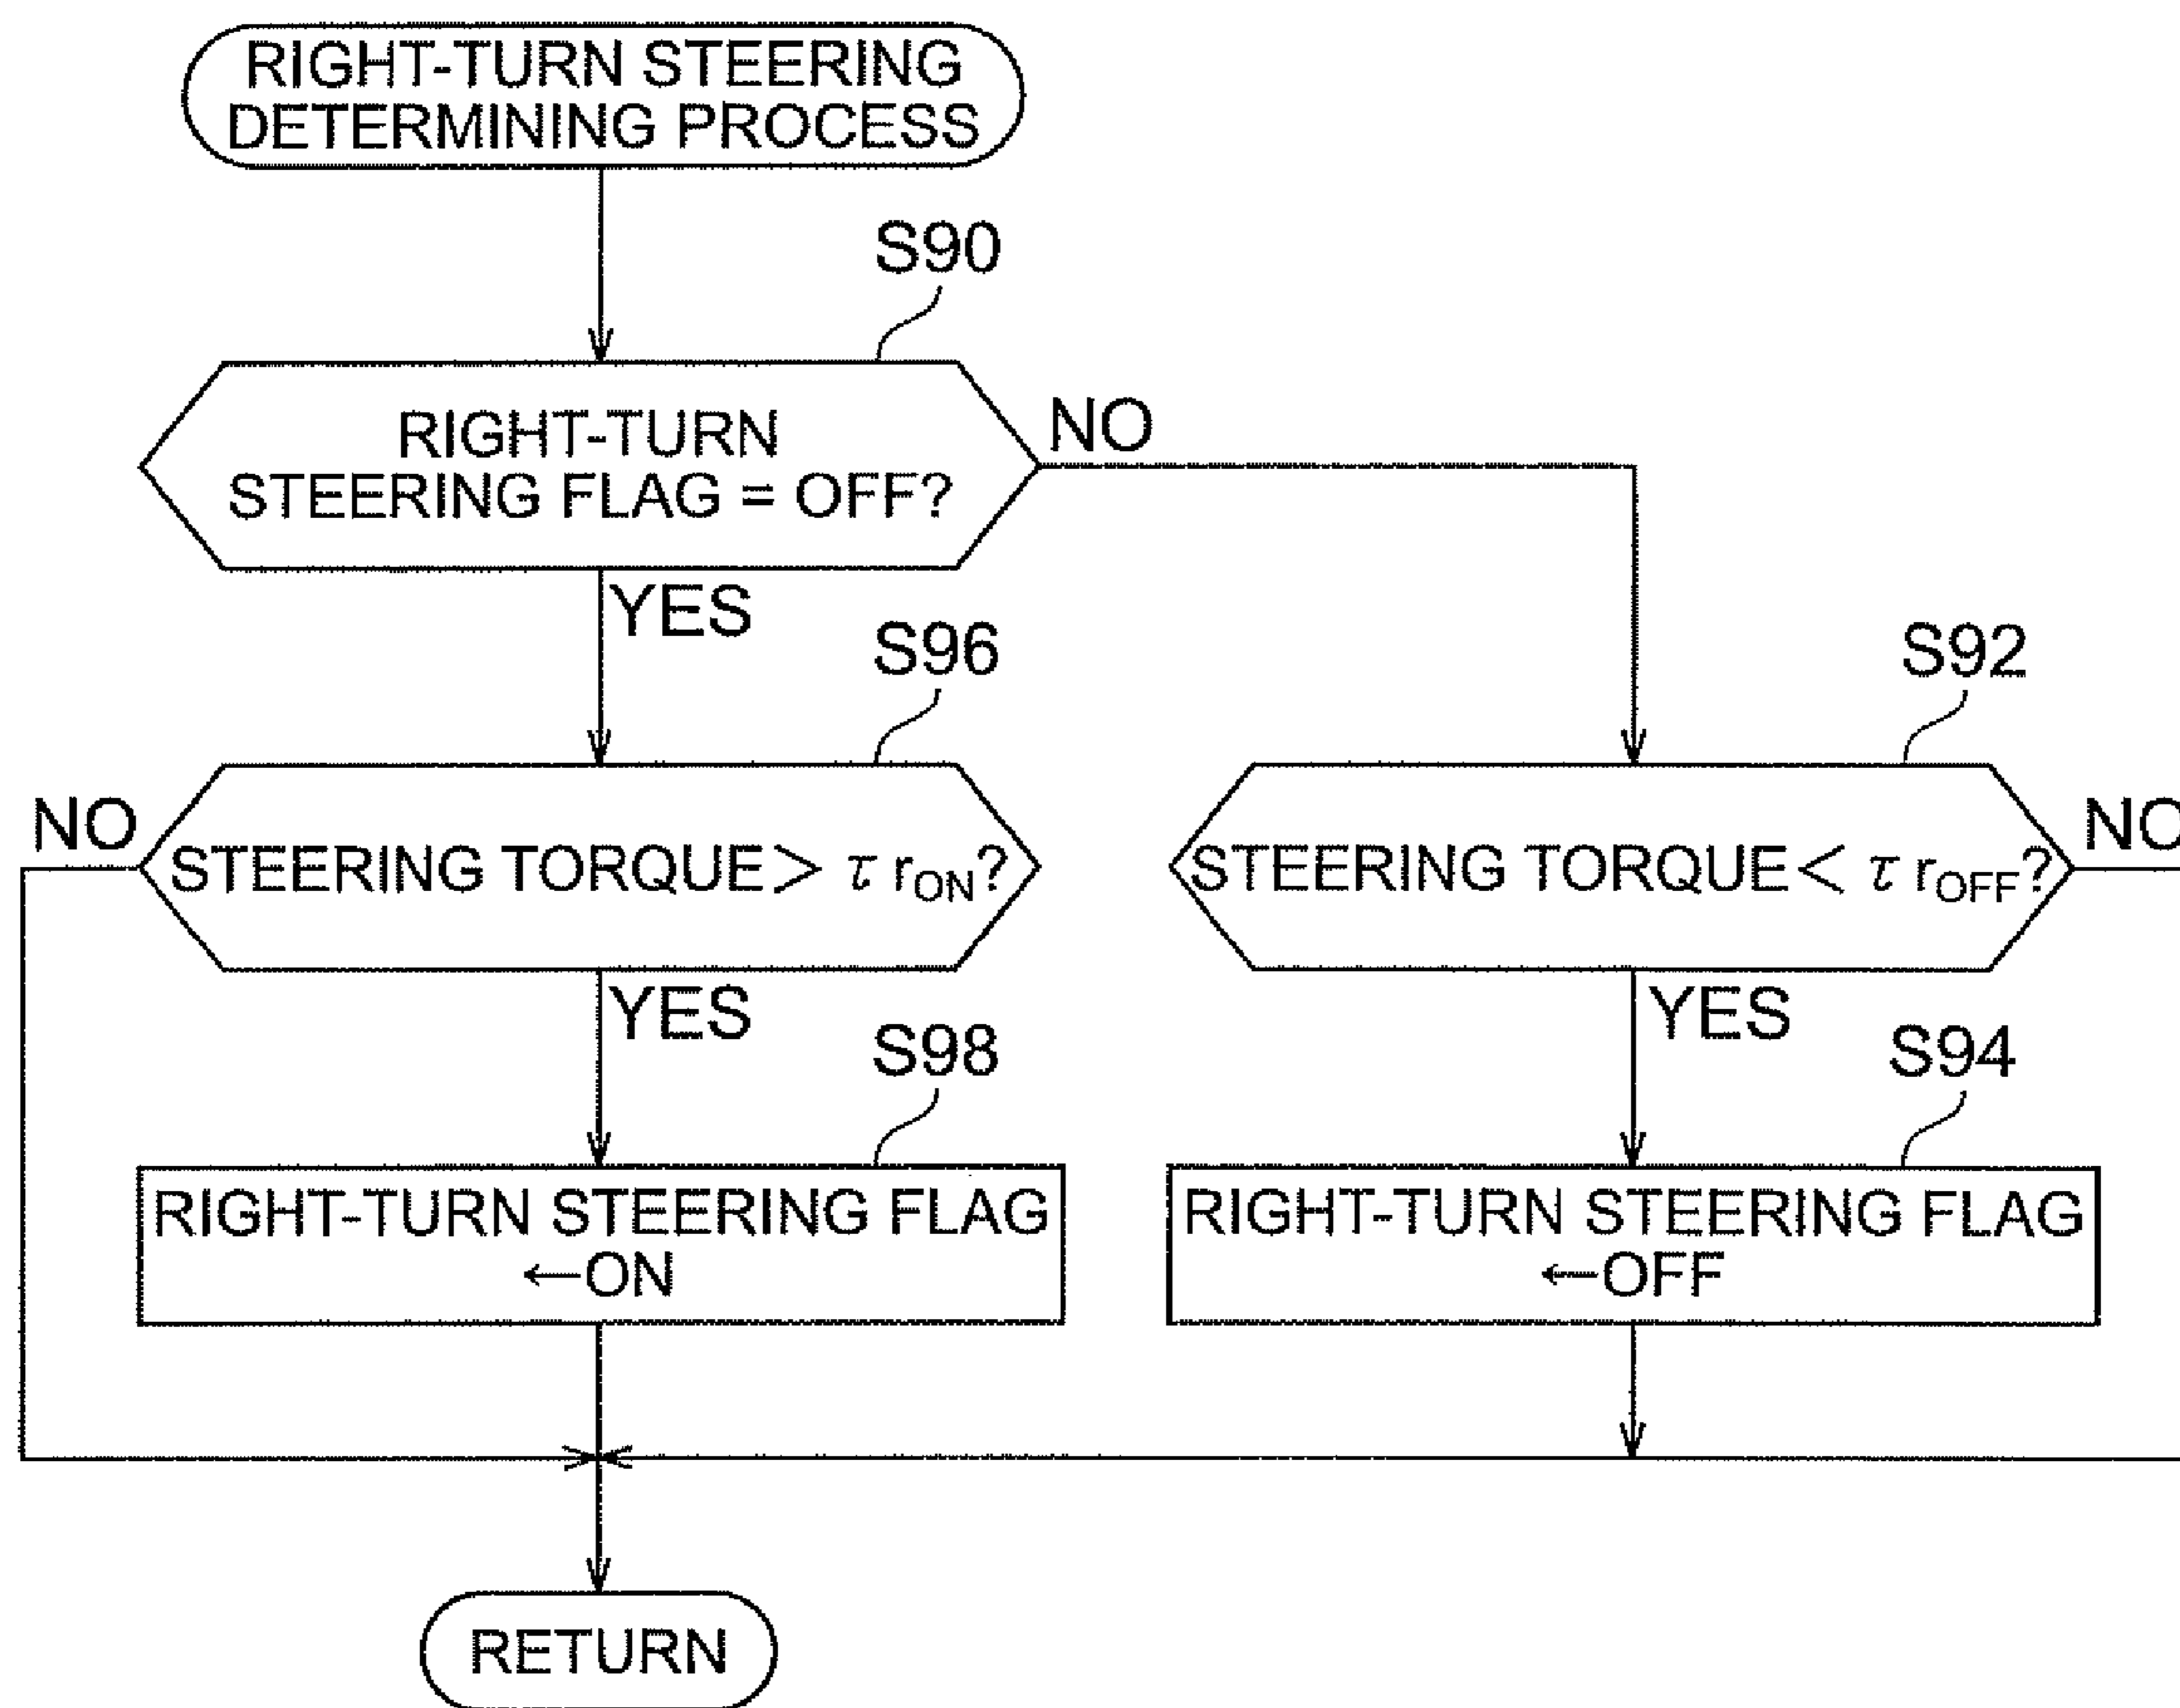 RIGHT-TURN STEERING
DETERMINING PROCESS
S90
RIGHT-TURN
STEERING FLAG = OFF?
NO
YES
S96
S92
NO
STEERING TORQUE > τ rON?
STEERING TORQUE < τ rOFF?
NO
YES
YES
S98
S94
RIGHT-TURN STEERING FLAG
←ON
RIGHT-TURN STEERING FLAG
←OFF
RETURN